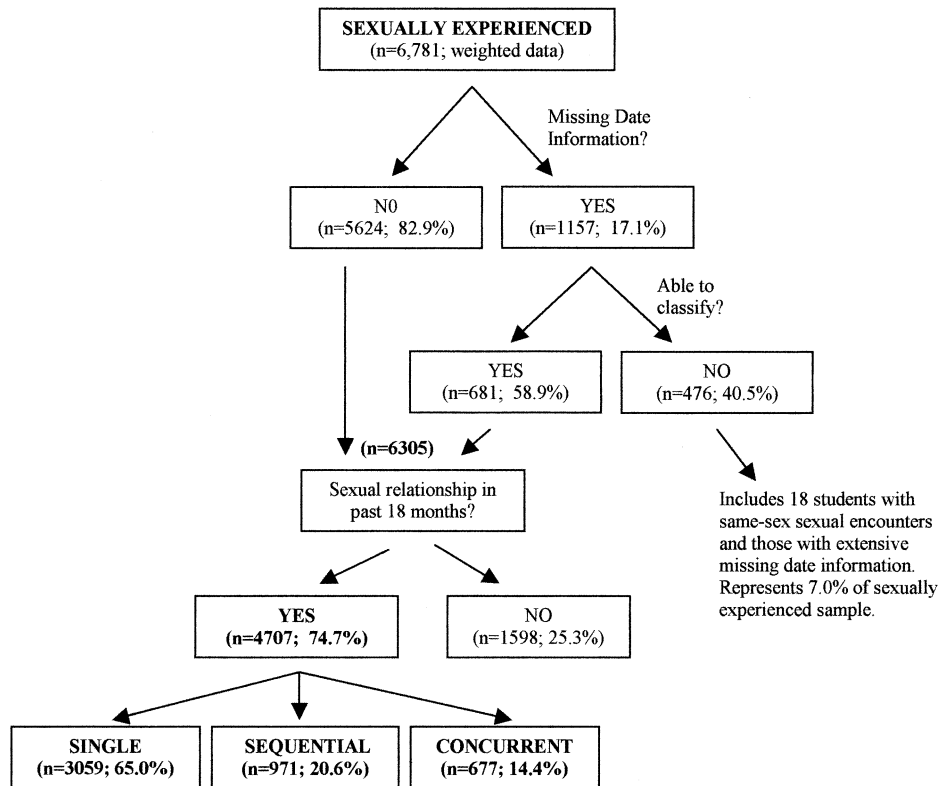 SEXUALLY EXPERIENCED
(n=6,781; weighted data)
Missing Date
Information?
N0
(n=5624; 82.9%)
YES
(n=1157; 17.1%)
Able to
classify?
YES
(n=681; 58.9%)
NO
(n=476; 40.5%)
(n=6305)
Sexual relationship in
past 18 months?
Includes 18 students with
same-sex sexual encounters
and those with extensive
missing date information.
Represents 7.0% of sexually
experienced sample.
YES
(n=4707; 74.7%)
NO
(n=1598; 25.3%)
SINGLE
(n=3059; 65.0%)
SEQUENTIAL
(n=971; 20.6%)
CONCURRENT
(n=677; 14.4%)